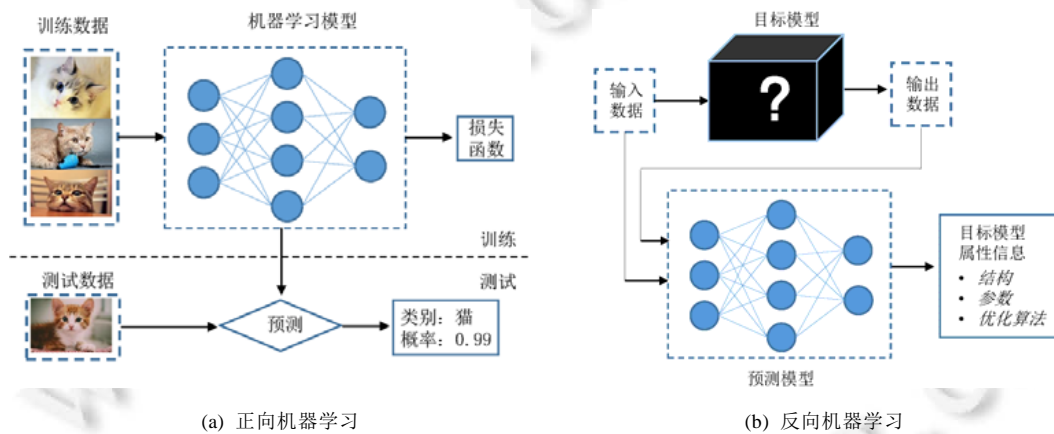 训练数据
机器学习模型
损失
函数
训练
测试
测试数据
预测
类别：猫
概率：0.99
(a) 正向机器学习
目标模型
输入
数据
?
输出
数据
目标模型
属性信息
• 结构
• 参数
• 优化算法
预测模型
(b) 反向机器学习